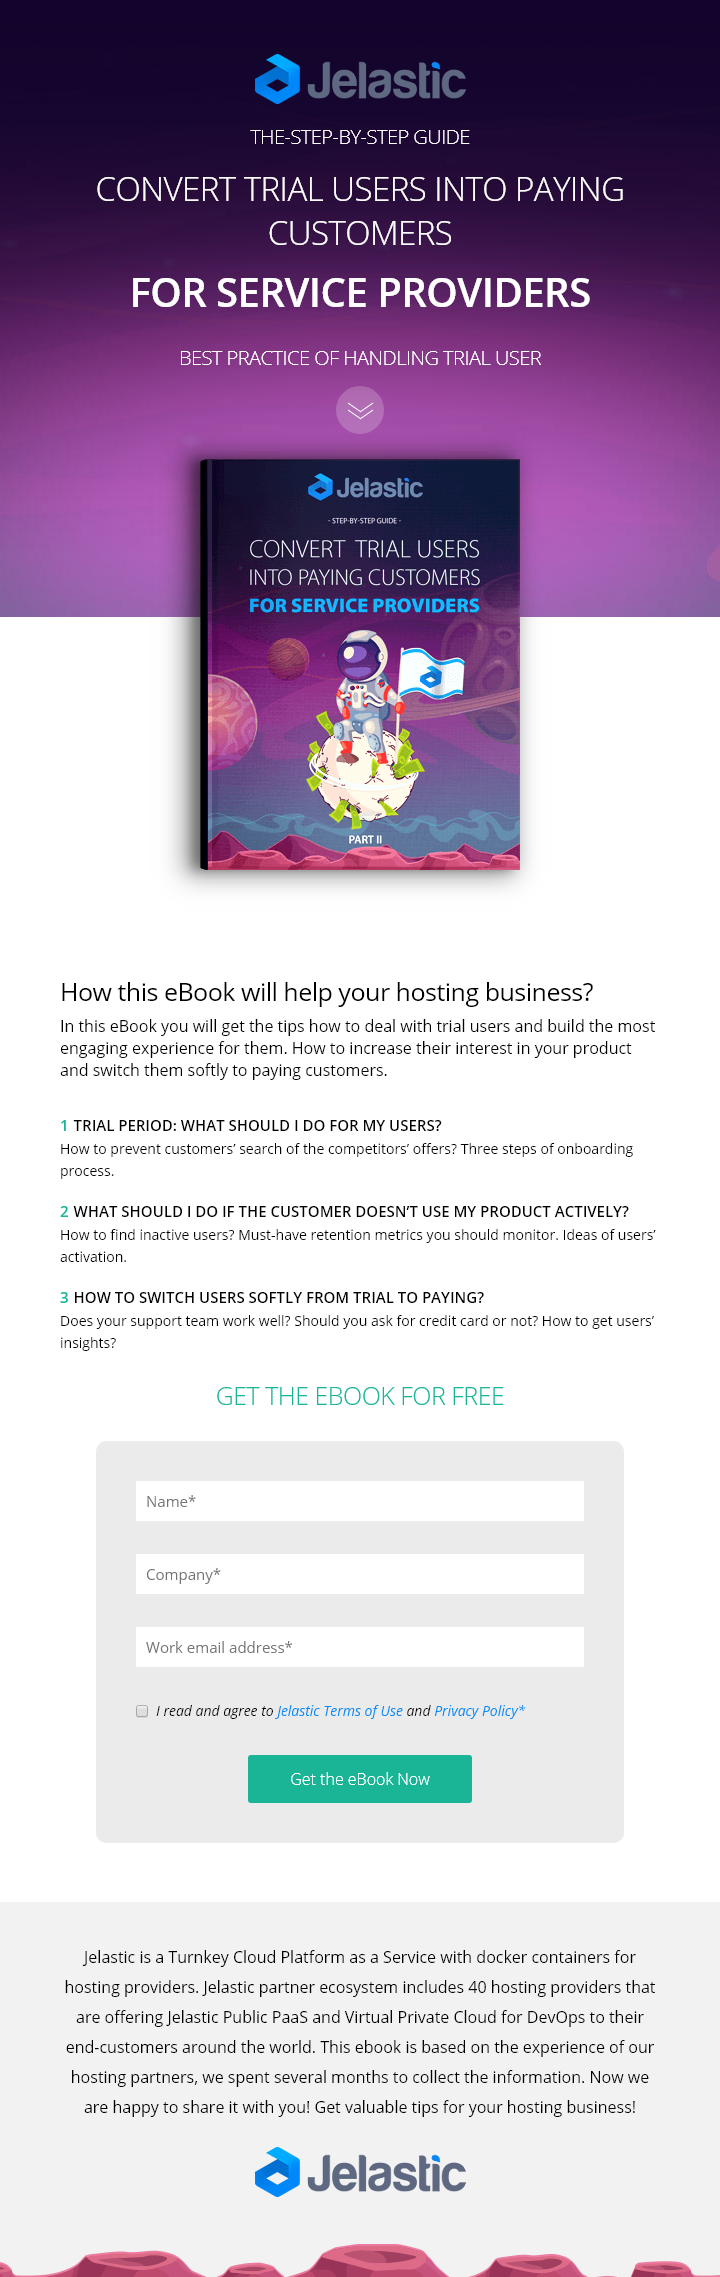 Jelastic
THE-STEP-BY-STEP GUIDE
CONVERT TRIAL USERS INTO PAYING
CUSTOMERS
FOR SERVICE PROVIDERS
BEST PRACTICE OF HANDLING TRIAL USER
Jelastic
- STEP-BY-STEP GUIDE -
CONVERT TRIAL USERS
INTO PAYING CUSTOMERS
FOR SERVICE PROVIDERS
PART II
How this eBook will help your hosting business?
In this eBook you will get the tips how to deal with trial users and build the most
engaging experience for them. How to increase their interest in your product
and switch them softly to paying customers.
1 TRIAL PERIOD: WHAT SHOULD I DO FOR MY USERS?
How to prevent customers’ search of the competitors’ offers? Three steps of onboarding
process.
2 WHAT SHOULD I DO IF THE CUSTOMER DOESN’T USE MY PRODUCT ACTIVELY?
How to find inactive users? Must-have retention metrics you should monitor. Ideas of users’
activation.
3 HOW TO SWITCH USERS SOFTLY FROM TRIAL TO PAYING?
Does your support team work well? Should you ask for credit card or not? How to get users’
insights?
GET THE EBOOK FOR FREE
Name*
Company*
Work email address*
I read and agree to Jelastic Terms of Use and Privacy Policy*
Get the eBook Now
Jelastic is a Turnkey Cloud Platform as a Service with docker containers for
hosting providers. Jelastic partner ecosystem includes 40 hosting providers that
are offering Jelastic Public PaaS and Virtual Private Cloud for DevOps to their
end-customers around the world. This ebook is based on the experience of our
hosting partners, we spent several months to collect the information. Now we
are happy to share it with you! Get valuable tips for your hosting business!
Jelastic